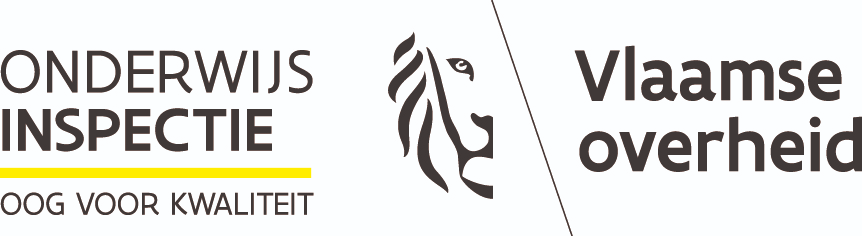 ONDERWIJS
INSPECTIE
OOG VOOR KWALITEIT
Vlaamse
overheid